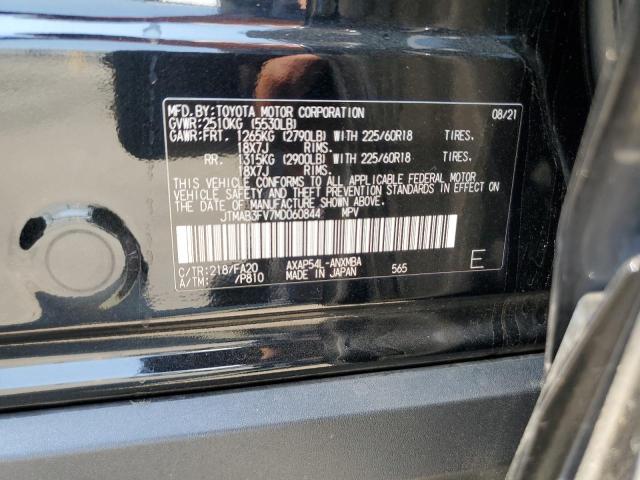 MFD.BY:TOYOTA MOTOR CORPORATION 08/21
GVWR:2510KG (5530LB)
GAWR:FRT. 1265KG (2790LB) WITH 225/60R18 TIRES.
18X7J RIMS.
RR. 1315KG (2900LB) WITH 225/60R18 TIRES.
18X7J RIMS.
THIS VEHICLE CONFORMS TO ALL APPLICABLE FEDERAL MOTOR
VEHICLE SAFETY AND THEFT PREVENTION STANDARDS IN EFFECT
ON THE DATE OF MANUFACTURE SHOWN ABOVE.
JTMAB3FV7MD060844 MPV
C/TR:218/FA20 AXAP54L-ANXMBA 565 E
A/TM: /P810 MADE IN JAPAN